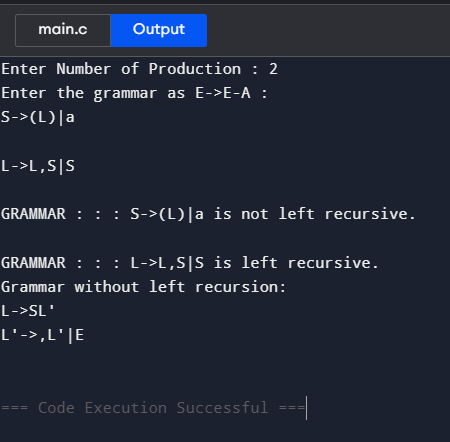 main.c Output
Enter Number of Production : 2
Enter the grammar as E->E-A :
S->(L)|a
L->L,S|S
GRAMMAR : : : S->(L)|a is not left recursive.
GRAMMAR : : : L->L,S|S is left recursive.
Grammar without left recursion:
L->SL'
L'->,L'|E
=== Code Execution Successful ===